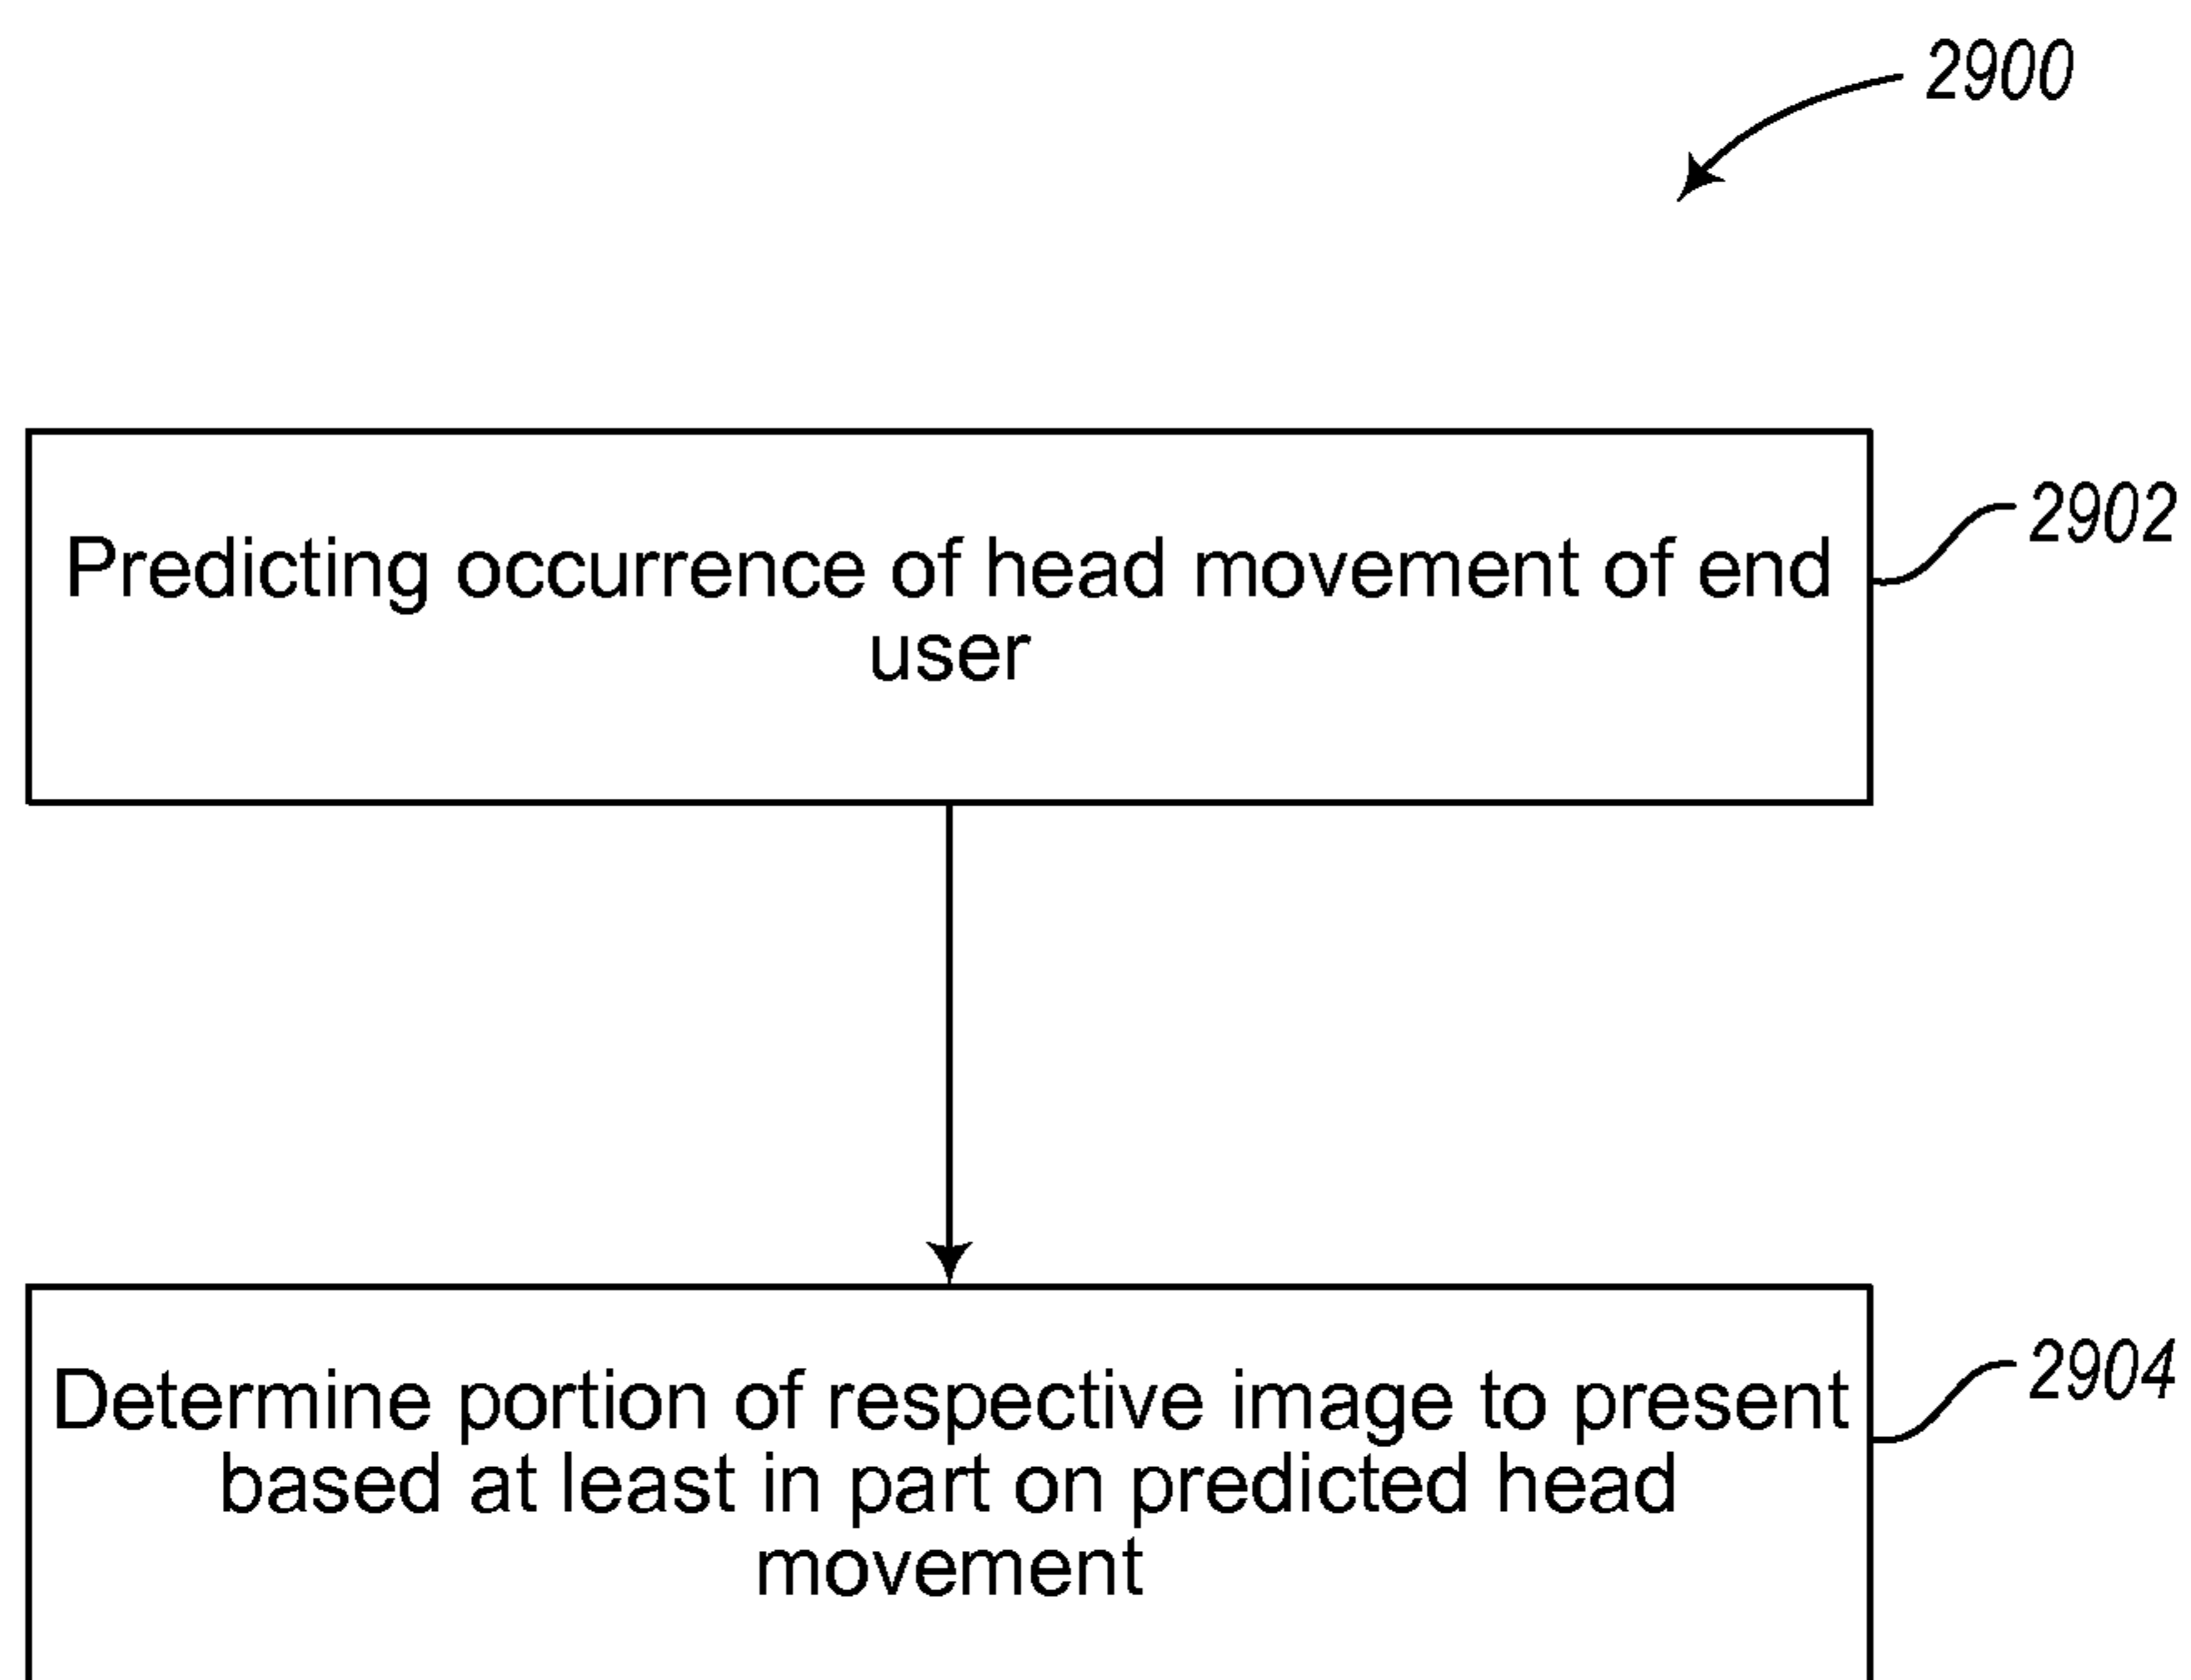 2900
Predicting occurrence of head movement of end
user
2902
Determine portion of respective image to present
based at least in part on predicted head
movement
2904